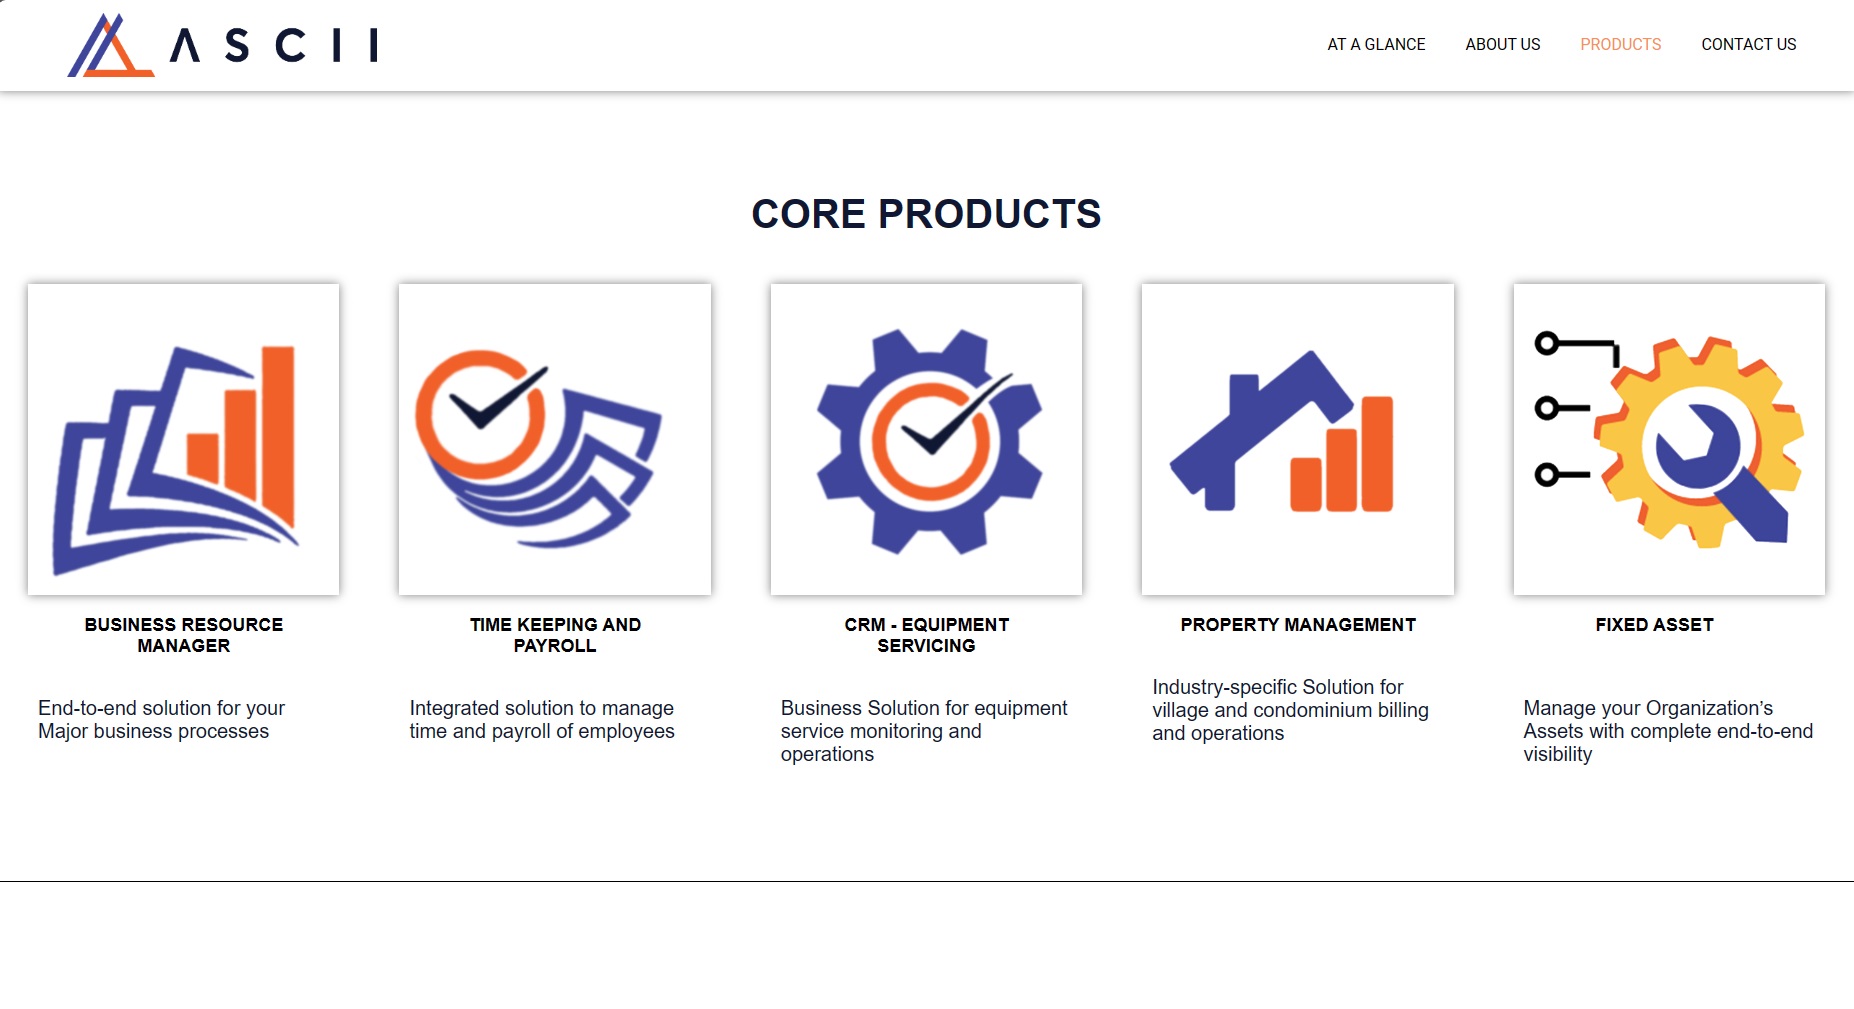 ASCII
AT A GLANCE
ABOUT US
PRODUCTS
CONTACT US
CORE PRODUCTS
BUSINESS RESOURCE
MANAGER
End-to-end solution for your
Major business processes
TIME KEEPING AND
PAYROLL
Integrated solution to manage
time and payroll of employees
CRM - EQUIPMENT
SERVICING
Business Solution for equipment
service monitoring and
operations
PROPERTY MANAGEMENT
Industry-specific Solution for
village and condominium billing
and operations
FIXED ASSET
Manage your Organization’s
Assets with complete end-to-end
visibility